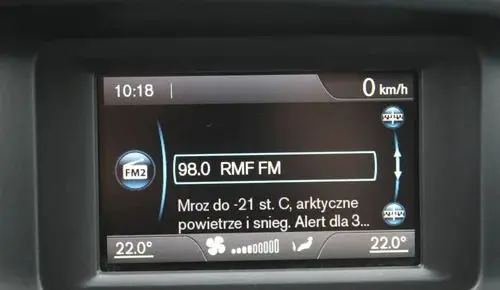 10:18
0 km/h
98.0 RMF FM
FM2
Mroz do -21 st. C, arktyczne
powietrze i snieg. Alert dla 3...
22.0°
22.0°